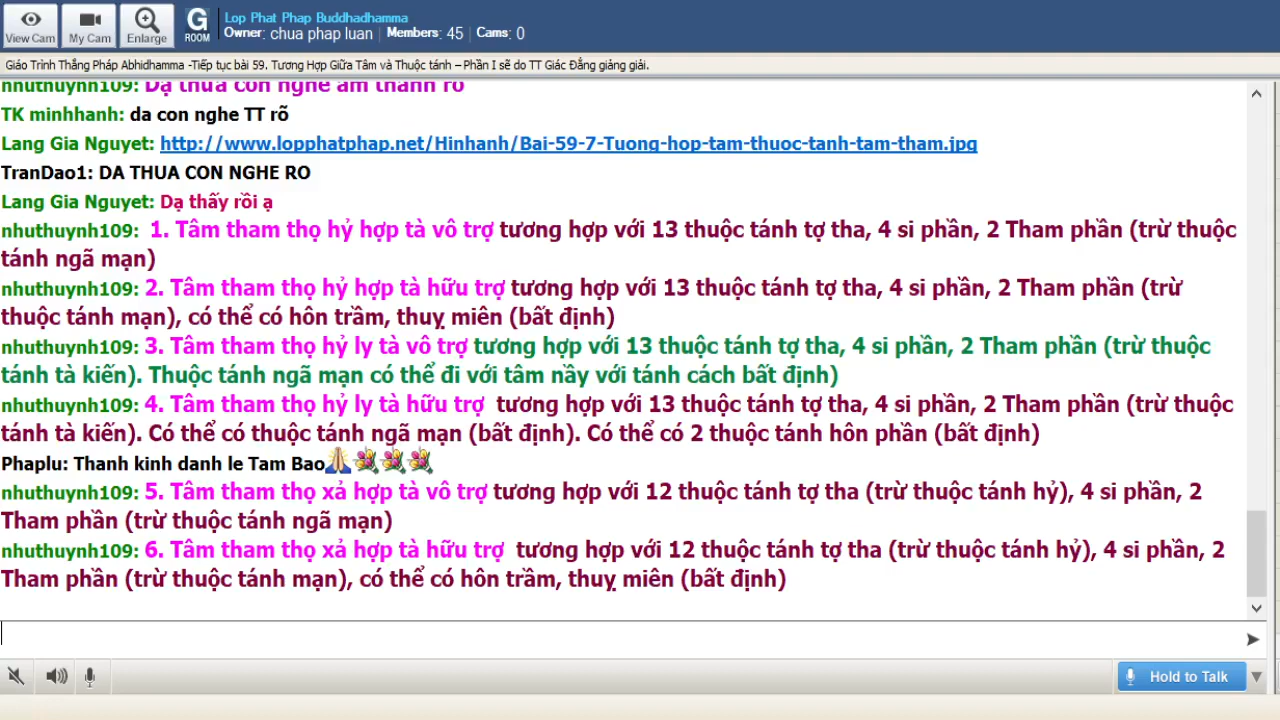 Lop Phat Phap Buddhadhamma
View Cam
My Cam
Enlarge
G ROOM
Owner: chua phap luan | Members: 45 | Cams: 0
Giáo Trình Thắng Pháp Abhidhamma -Tiếp tục bài 59. Tương Hợp Giữa Tâm và Thuộc tánh – Phần I sẽ do TT Giác Đẳng giảng giải.
nhuthuynh109: Dạ thưa con nghe âm thanh rõ
TK minhhanh: da con nghe TT rõ
Lang Gia Nguyet: http://www.lopphatphap.net/Hinhanh/Bai-59-7-Tuong-hop-tam-thuoc-tanh-tam-tham.jpg
TranDao1: DA THUA CON NGHE RO
Lang Gia Nguyet: Dạ thấy rồi ạ
nhuthuynh109: 1. Tâm tham thọ hỷ hợp tà vô trợ tương hợp với 13 thuộc tánh tợ tha, 4 si phần, 2 Tham phần (trừ thuộc
tánh ngã mạn)
nhuthuynh109: 2. Tâm tham thọ hỷ hợp tà hữu trợ tương hợp với 13 thuộc tánh tợ tha, 4 si phần, 2 Tham phần (trừ
thuộc tánh mạn), có thể có hôn trầm, thuỵ miên (bất định)
nhuthuynh109: 3. Tâm tham thọ hỷ ly tà vô trợ tương hợp với 13 thuộc tánh tợ tha, 4 si phần, 2 Tham phần (trừ thuộc
tánh tà kiến). Thuộc tánh ngã mạn có thể đi với tâm nầy với tánh cách bất định)
nhuthuynh109: 4. Tâm tham thọ hỷ ly tà hữu trợ tương hợp với 13 thuộc tánh tợ tha, 4 si phần, 2 Tham phần (trừ thuộc
tánh tà kiến). Có thể có thuộc tánh ngã mạn (bất định). Có thể có 2 thuộc tánh hôn phần (bất định)
Phaplu: Thanh kinh danh le Tam Bao
nhuthuynh109: 5. Tâm tham thọ xả hợp tà vô trợ tương hợp với 12 thuộc tánh tợ tha (trừ thuộc tánh hỷ), 4 si phần, 2
Tham phần (trừ thuộc tánh ngã mạn)
nhuthuynh109: 6. Tâm tham thọ xả hợp tà hữu trợ tương hợp với 12 thuộc tánh tợ tha (trừ thuộc tánh hỷ), 4 si phần, 2
Tham phần (trừ thuộc tánh mạn), có thể có hôn trầm, thuỵ miên (bất định)
Hold to Talk